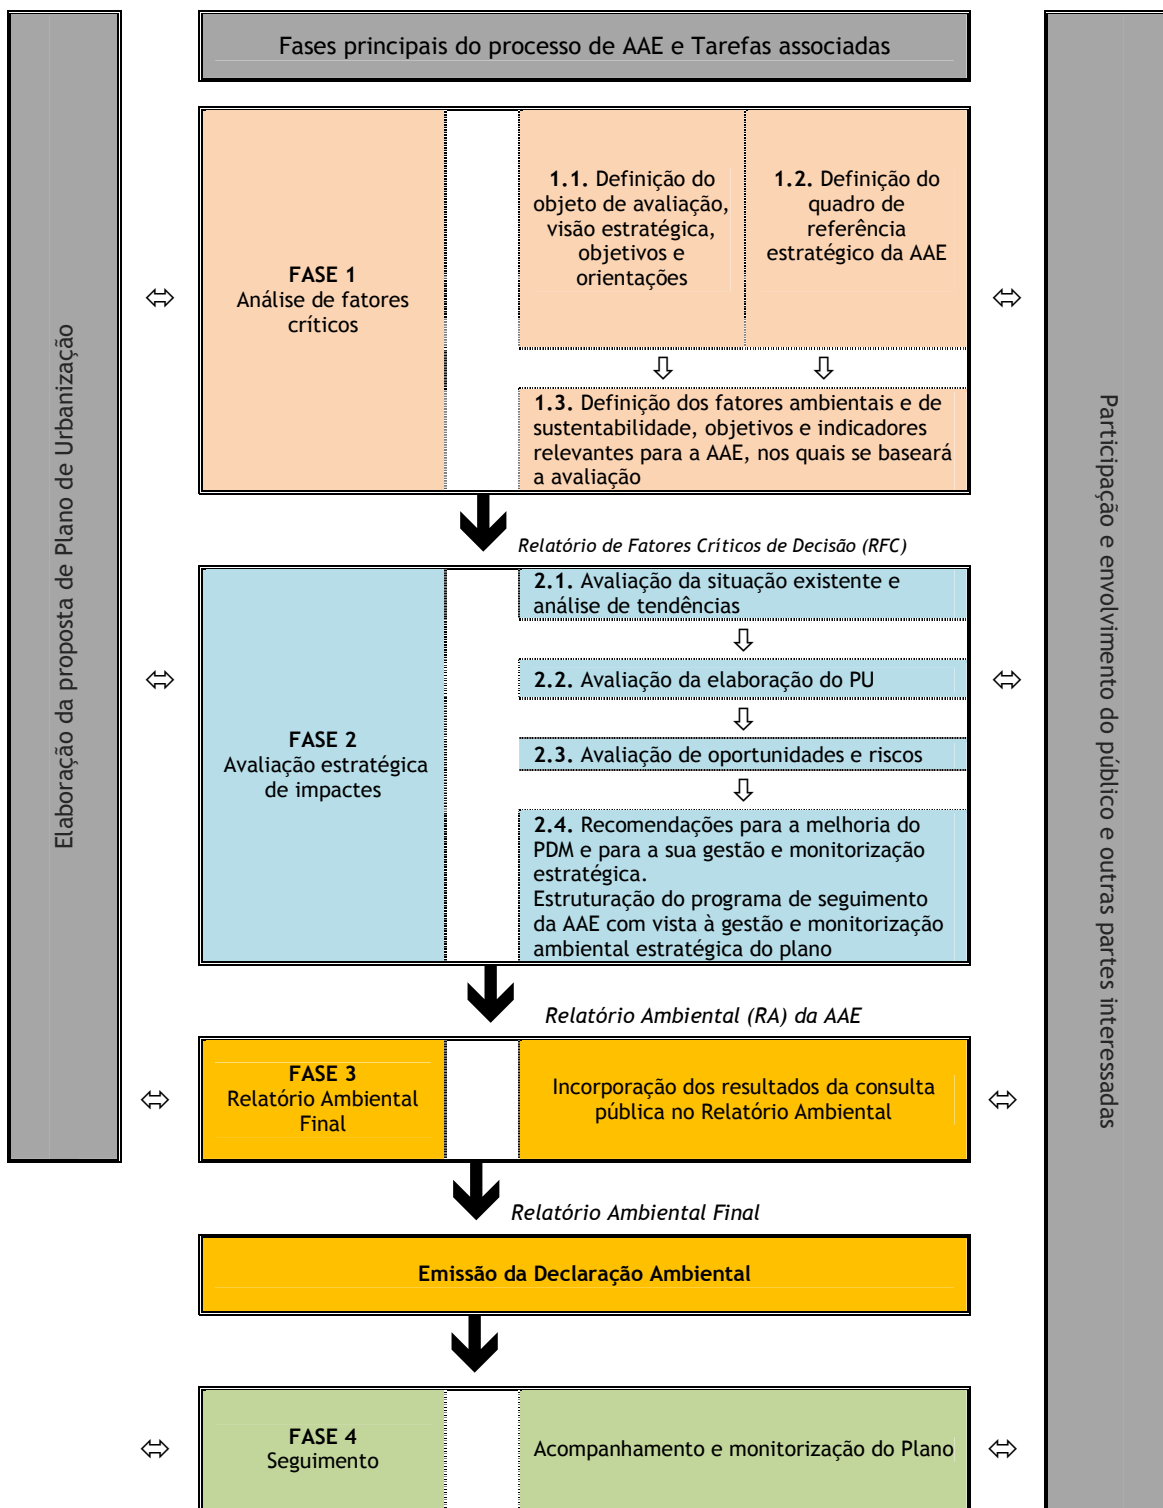 Fases principais do processo de AAE e Tarefas associadas
Elaboração da proposta de Plano de Urbanização
FASE 1
Análise de fatores
críticos
1.1. Definição do
objeto de avaliação,
visão estratégica,
objetivos e
orientações
1.2. Definição do
quadro de
referência
estratégico da AAE
1.3. Definição dos fatores ambientais e de
sustentabilidade, objetivos e indicadores
relevantes para a AAE, nos quais se baseará
a avaliação
Relatório de Fatores Críticos de Decisão (RFC)
FASE 2
Avaliação estratégica
de impactes
2.1. Avaliação da situação existente e
análise de tendências
2.2. Avaliação da elaboração do PU
2.3. Avaliação de oportunidades e riscos
2.4. Recomendações para a melhoria do
PDM e para a sua gestão e monitorização
estratégica.
Estruturação do programa de seguimento
da AAE com vista à gestão e monitorização
ambiental estratégica do plano
Relatório Ambiental (RA) da AAE
FASE 3
Relatório Ambiental
Final
Incorporação dos resultados da consulta
pública no Relatório Ambiental
Relatório Ambiental Final
Emissão da Declaração Ambiental
FASE 4
Seguimento
Acompanhamento e monitorização do Plano
Participação e envolvimento do público e outras partes interessadas